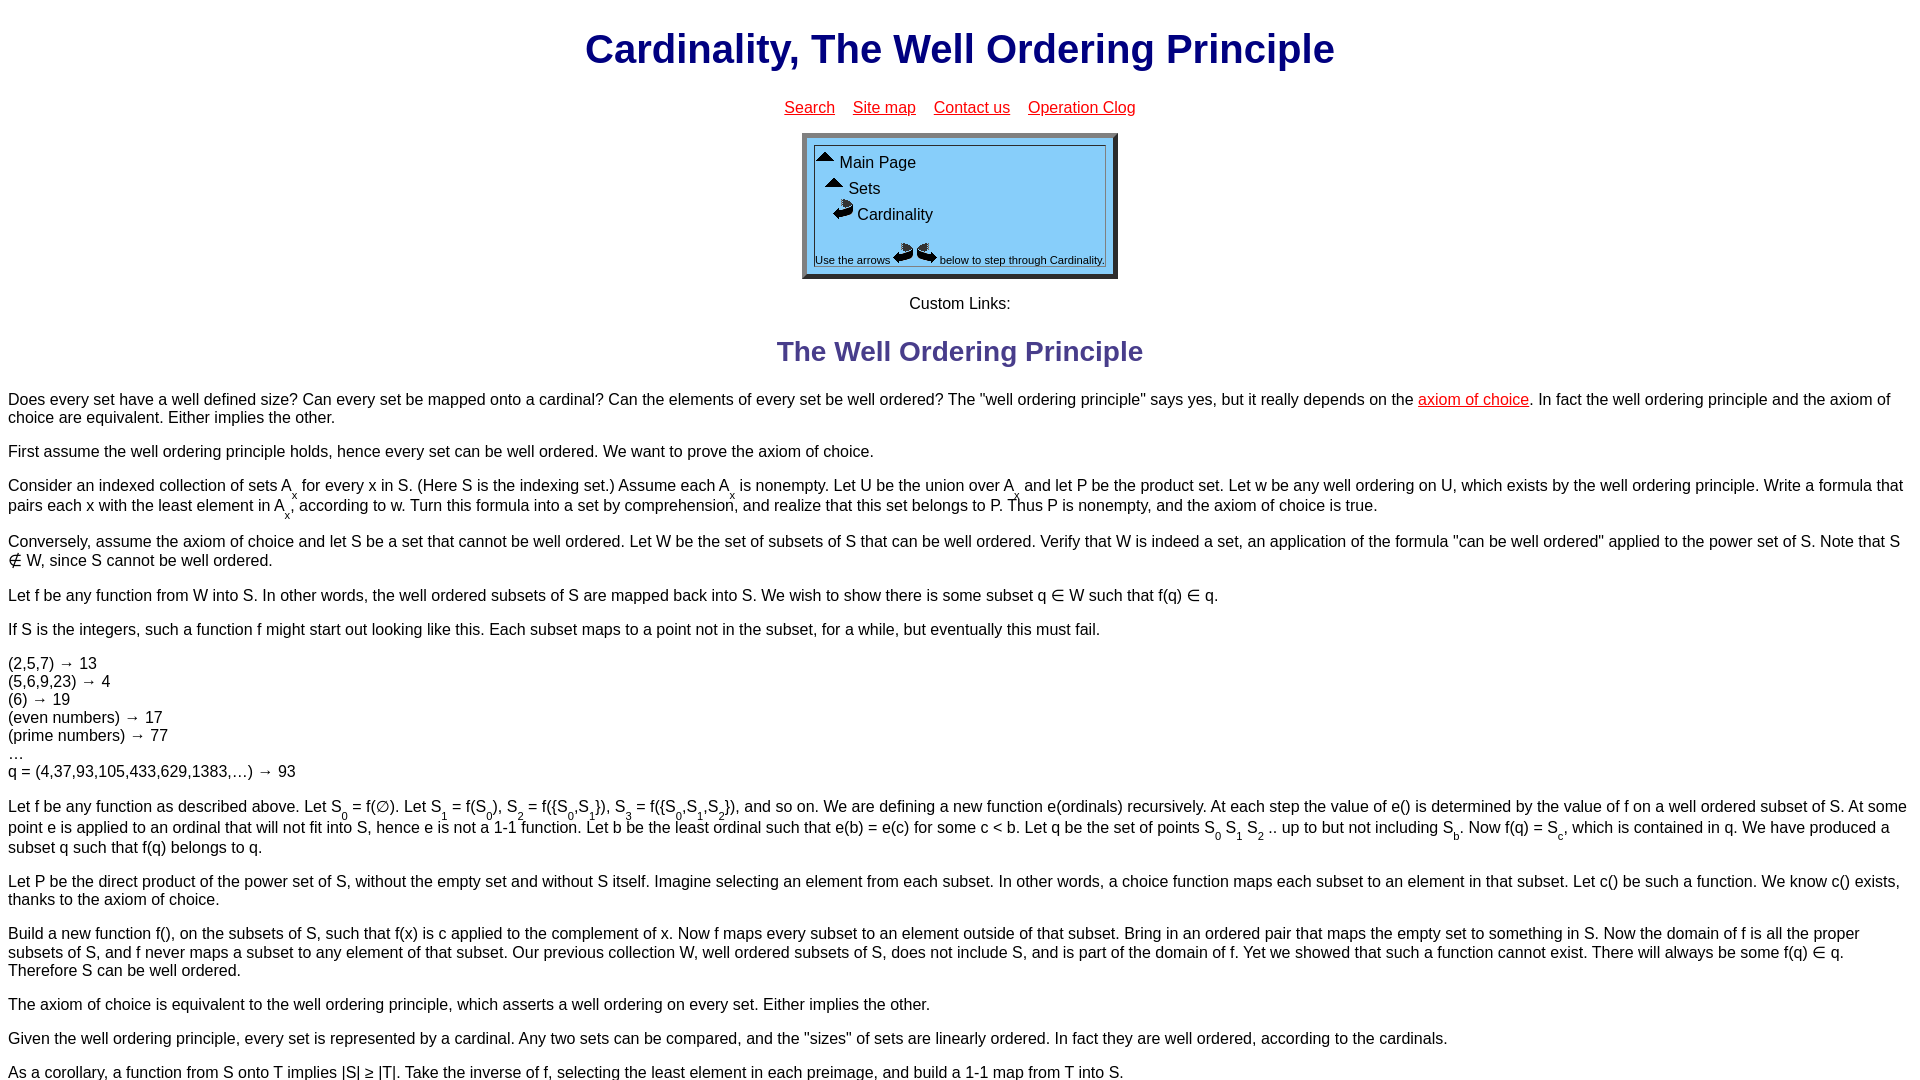 Cardinality, The Well Ordering Principle
Search Site map Contact us Operation Clog
Main Page
Sets
Cardinality
Use the arrows below to step through Cardinality.
Custom Links:
The Well Ordering Principle
Does every set have a well defined size? Can every set be mapped onto a cardinal? Can the elements of every set be well ordered? The "well ordering principle" says yes, but it really depends on the axiom of choice. In fact the well ordering principle and the axiom of
choice are equivalent. Either implies the other.
First assume the well ordering principle holds, hence every set can be well ordered. We want to prove the axiom of choice.
Consider an indexed collection of sets Ax for every x in S. (Here S is the indexing set.) Assume each Ax is nonempty. Let U be the union over Ax and let P be the product set. Let w be any well ordering on U, which exists by the well ordering principle. Write a formula that
pairs each x with the least element in Ax, according to w. Turn this formula into a set by comprehension, and realize that this set belongs to P. Thus P is nonempty, and the axiom of choice is true.
Conversely, assume the axiom of choice and let S be a set that cannot be well ordered. Let W be the set of subsets of S that can be well ordered. Verify that W is indeed a set, an application of the formula "can be well ordered" applied to the power set of S. Note that S
∉ W, since S cannot be well ordered.
Let f be any function from W into S. In other words, the well ordered subsets of S are mapped back into S. We wish to show there is some subset q ∈ W such that f(q) ∈ q.
If S is the integers, such a function f might start out looking like this. Each subset maps to a point not in the subset, for a while, but eventually this must fail.
(2,5,7) → 13
(5,6,9,23) → 4
(6) → 19
(even numbers) → 17
(prime numbers) → 77
…
q = (4,37,93,105,433,629,1383,…) → 93
Let f be any function as described above. Let S0 = f(∅). Let S1 = f(S0), S2 = f({S0,S1}), S3 = f({S0,S1,S2}), and so on. We are defining a new function e(ordinals) recursively. At each step the value of e() is determined by the value of f on a well ordered subset of S. At some
point e is applied to an ordinal that will not fit into S, hence e is not a 1-1 function. Let b be the least ordinal such that e(b) = e(c) for some c < b. Let q be the set of points S0 S1 S2 .. up to but not including Sb. Now f(q) = Sc, which is contained in q. We have produced a
subset q such that f(q) belongs to q.
Let P be the direct product of the power set of S, without the empty set and without S itself. Imagine selecting an element from each subset. In other words, a choice function maps each subset to an element in that subset. Let c() be such a function. We know c() exists,
thanks to the axiom of choice.
Build a new function f(), on the subsets of S, such that f(x) is c applied to the complement of x. Now f maps every subset to an element outside of that subset. Bring in an ordered pair that maps the empty set to something in S. Now the domain of f is all the proper
subsets of S, and f never maps a subset to any element of that subset. Our previous collection W, well ordered subsets of S, does not include S, and is part of the domain of f. Yet we showed that such a function cannot exist. There will always be some f(q) ∈ q.
Therefore S can be well ordered.
The axiom of choice is equivalent to the well ordering principle, which asserts a well ordering on every set. Either implies the other.
Given the well ordering principle, every set is represented by a cardinal. Any two sets can be compared, and the "sizes" of sets are linearly ordered. In fact they are well ordered, according to the cardinals.
As a corollary, a function from S onto T implies |S| ≥ |T|. Take the inverse of f, selecting the least element in each preimage, and build a 1-1 map from T into S.